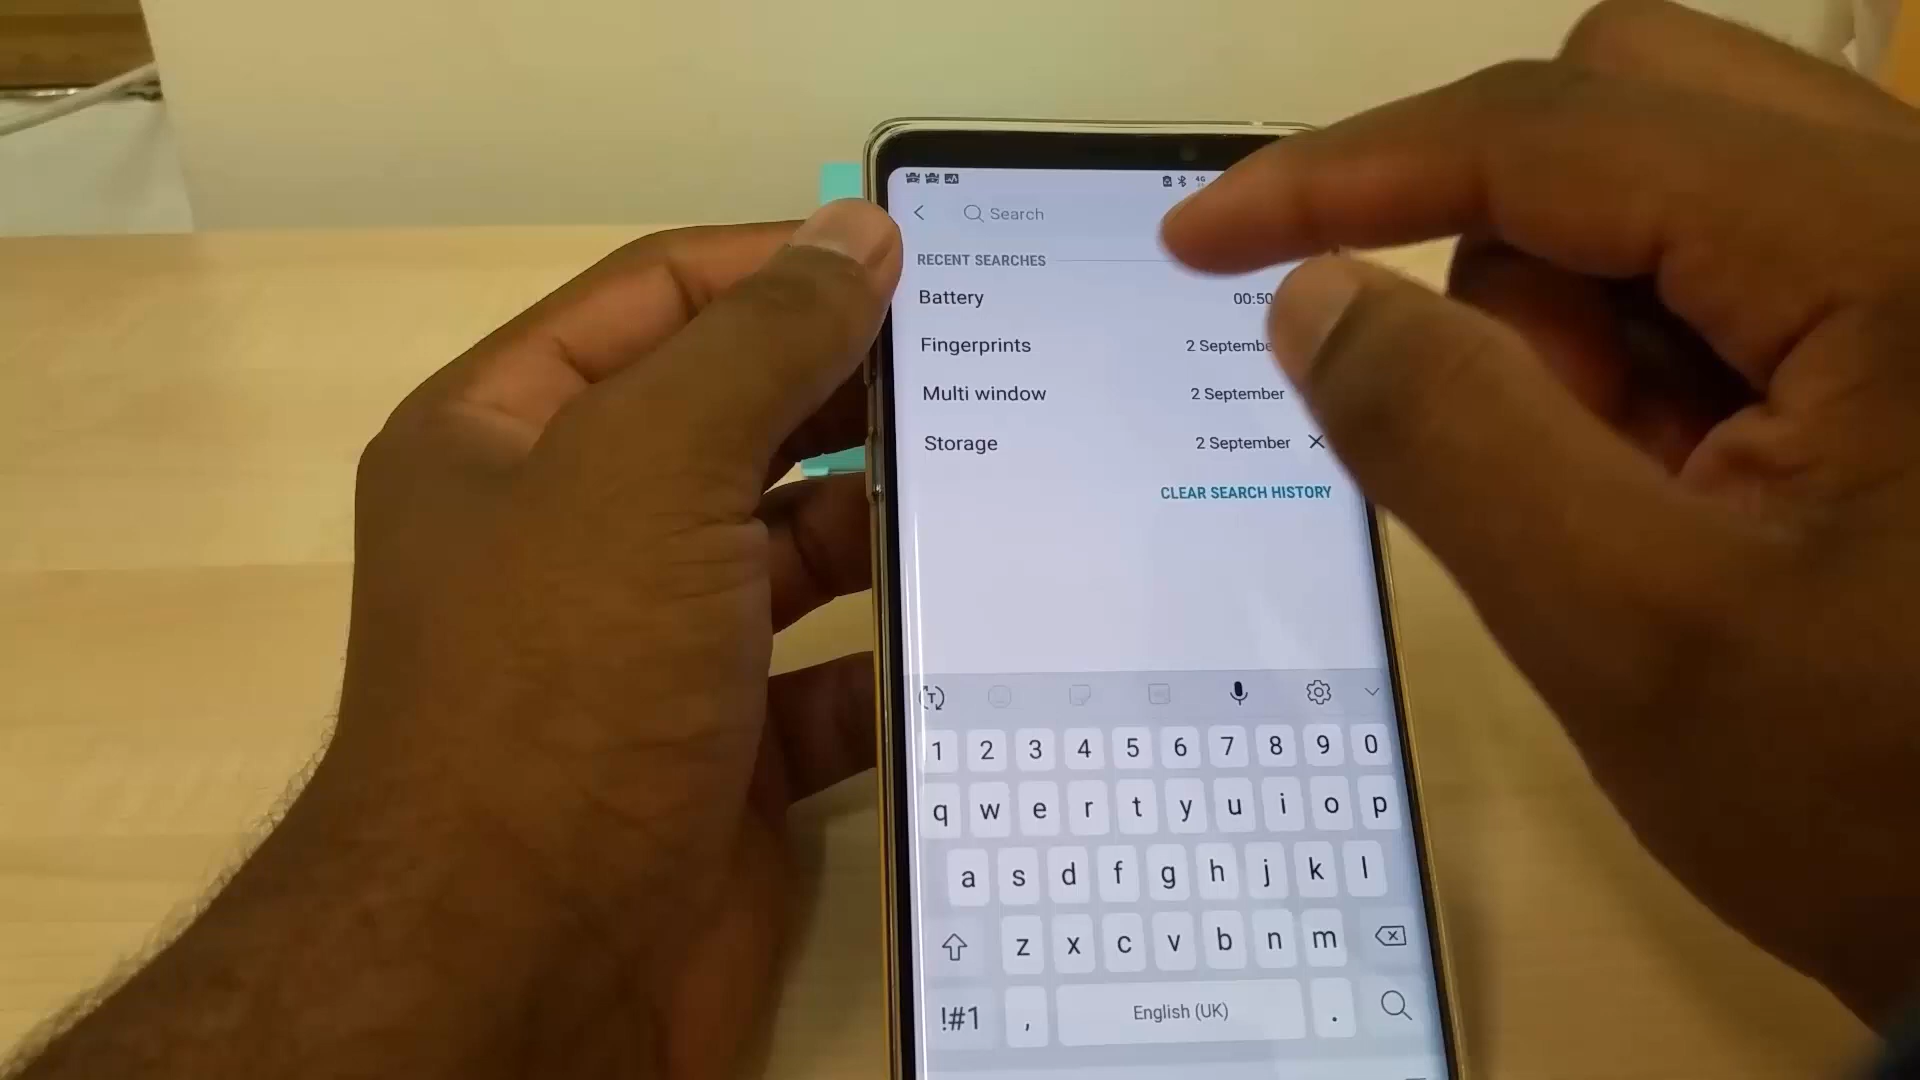 4G
Search
RECENT SEARCHES
Battery 00:50
Fingerprints 2 Septembe
Multi window 2 September
Storage 2 September
CLEAR SEARCH HISTORY
T
1 2 3 4 5 6 7 8 9 0
q w e r t y u i o p
a s d f g h j k l
z x c v b n m
!#1 , English (UK) .